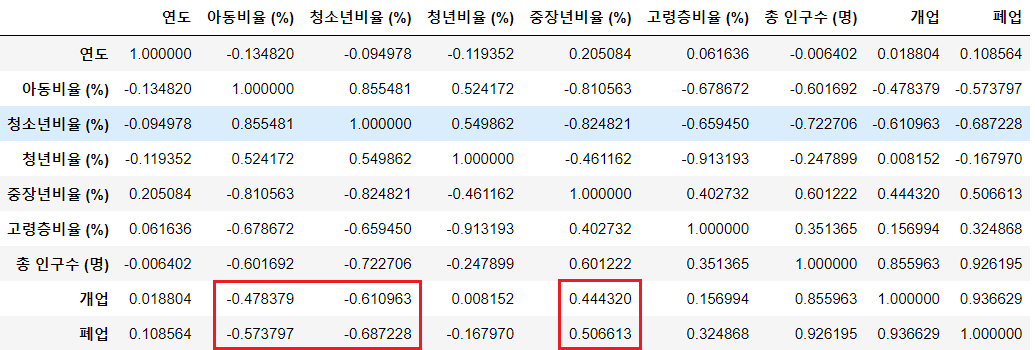 연도 아동비율 (%) 청소년비율 (%) 청년비율 (%) 중장년비율 (%) 고령층비율 (%) 총 인구수 (명) 개업 폐업
연도 1.000000 -0.134820 -0.094978 -0.119352 0.205084 0.061636 -0.006402 0.018804 0.108564
아동비율 (%) -0.134820 1.000000 0.855481 0.524172 -0.810563 -0.678672 -0.601692 -0.478379 -0.573797
청소년비율 (%) -0.094978 0.855481 1.000000 0.549862 -0.824821 -0.659450 -0.722706 -0.610963 -0.687228
청년비율 (%) -0.119352 0.524172 0.549862 1.000000 -0.461162 -0.913193 -0.247899 0.008152 -0.167970
중장년비율 (%) 0.205084 -0.810563 -0.824821 -0.461162 1.000000 0.402732 0.601222 0.444320 0.506613
고령층비율 (%) 0.061636 -0.678672 -0.659450 -0.913193 0.402732 1.000000 0.351365 0.156994 0.324868
총 인구수 (명) -0.006402 -0.601692 -0.722706 -0.247899 0.601222 0.351365 1.000000 0.855963 0.926195
개업 0.018804 -0.478379 -0.610963 0.008152 0.444320 0.156994 0.855963 1.000000 0.936629
폐업 0.108564 -0.573797 -0.687228 -0.167970 0.506613 0.324868 0.926195 0.936629 1.000000